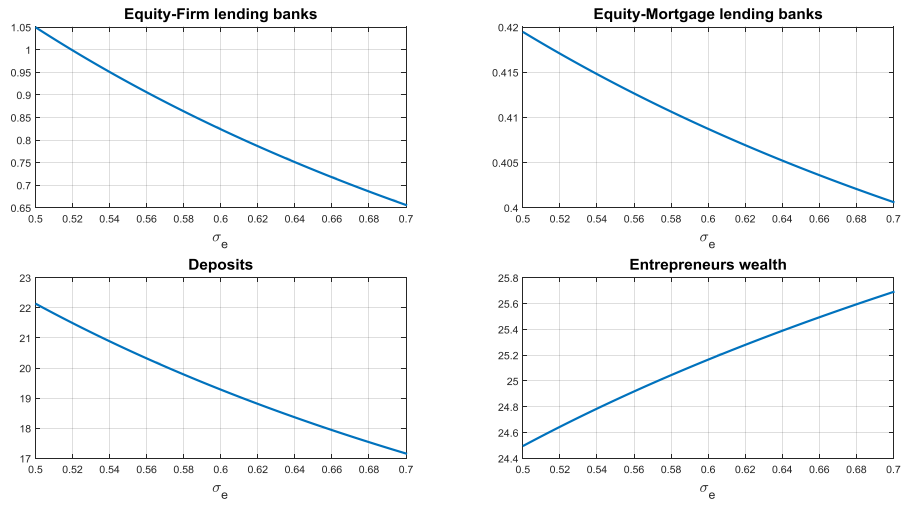 Equity-Firm lending banks
1.05
1
0.95
0.9
0.85
0.8
0.75
0.7
0.65
0.5 0.52 0.54 0.56 0.58 0.6 0.62 0.64 0.66 0.68 0.7
σe
Equity-Mortgage lending banks
0.42
0.415
0.41
0.405
0.4
0.5 0.52 0.54 0.56 0.58 0.6 0.62 0.64 0.66 0.68 0.7
σe
Deposits
23
22
21
20
19
18
17
0.5 0.52 0.54 0.56 0.58 0.6 0.62 0.64 0.66 0.68 0.7
σe
Entrepreneurs wealth
25.8
25.6
25.4
25.2
25
24.8
24.6
24.4
0.5 0.52 0.54 0.56 0.58 0.6 0.62 0.64 0.66 0.68 0.7
σe